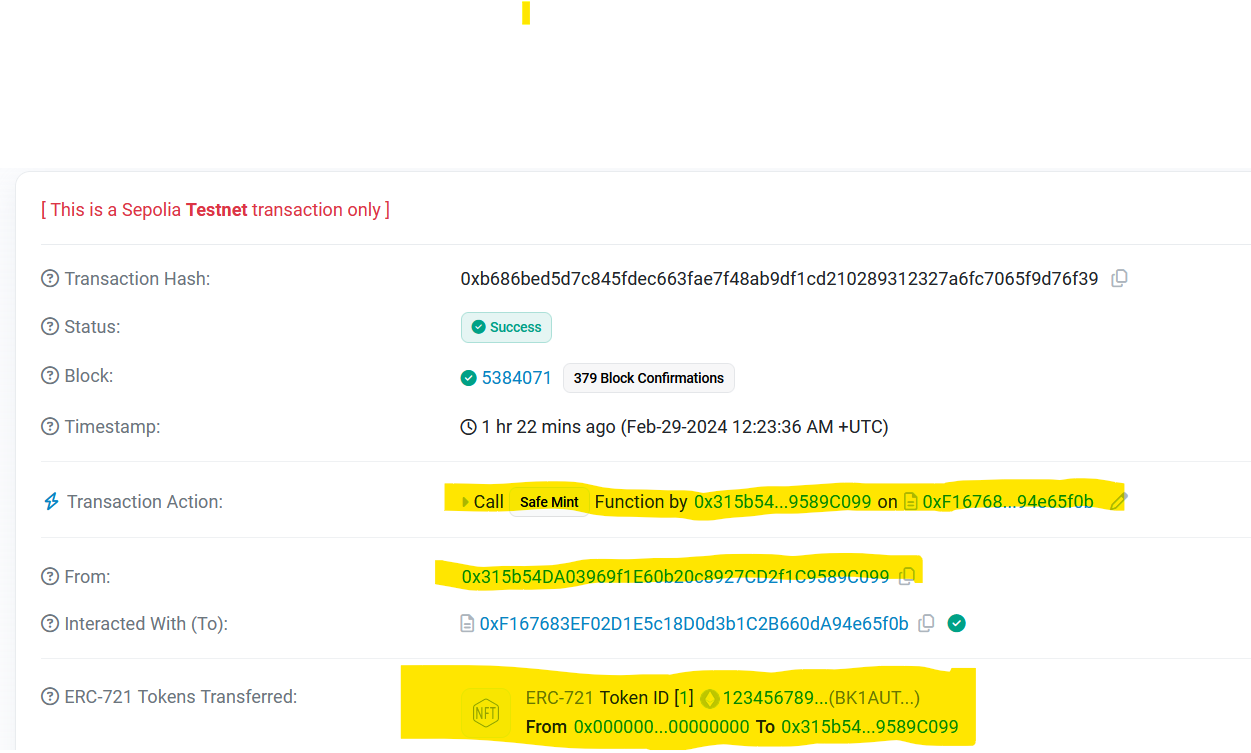 [ This is a Sepolia Testnet transaction only ]
Transaction Hash: 0xb686bed5d7c845fdec663fae7f48ab9df1cd210289312327a6fc7065f9d76f39
Status: Success
Block: 5384071 379 Block Confirmations
Timestamp: 1 hr 22 mins ago (Feb-29-2024 12:23:36 AM +UTC)
Transaction Action: Call Safe Mint Function by 0x315b54...9589C099 on 0xF16768...94e65f0b
From: 0x315b54DA03969f1E60b20c8927CD2f1C9589C099
Interacted With (To): 0xF167683EF02D1E5c18D0d3b1C2B660dA94e65f0b
ERC-721 Tokens Transferred: NFT ERC-721 Token ID [1] 123456789...(BK1AUT...)
From 0x000000...00000000 To 0x315b54...9589C099